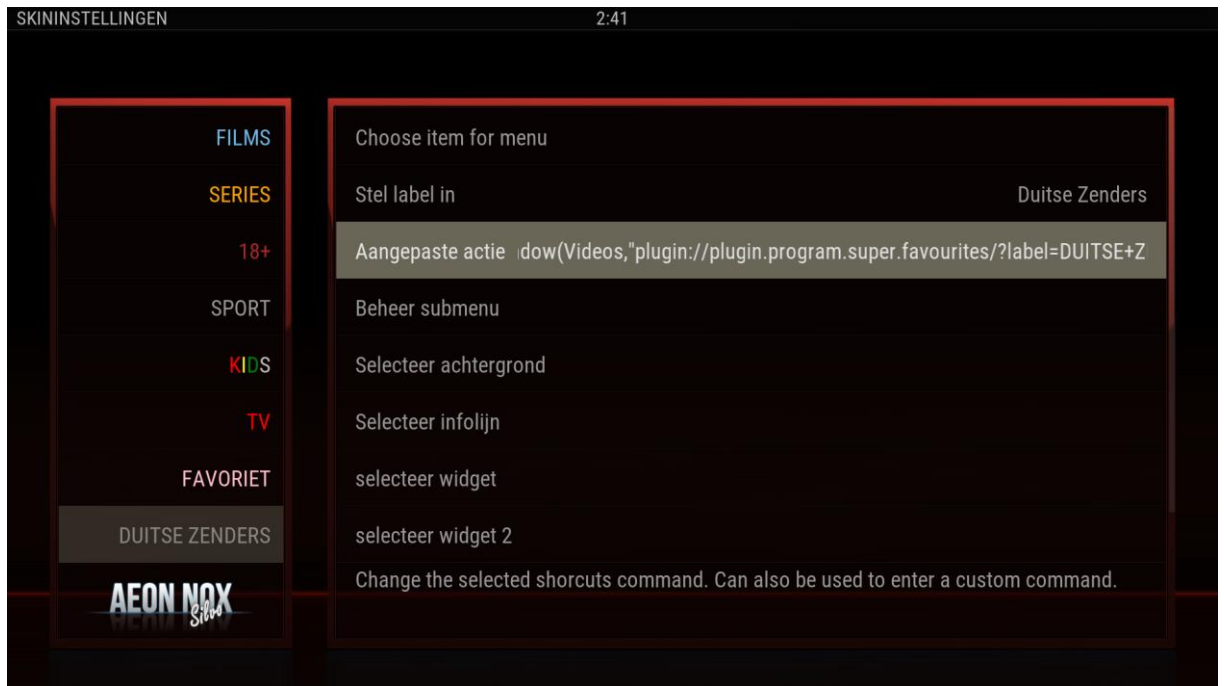 SKININSTELLINGEN 2:41
FILMS
SERIES
18+
SPORT
KIDS
TV
FAVORIET
DUITSE ZENDERS
AEON NOX
Silvo
Choose item for menu
Stel label in Duitse Zenders
Aangepaste actie dow(Videos,"plugin://plugin.program.super.favourites/?label=DUITSE+Z
Beheer submenu
Selecteer achtergrond
Selecteer infolijn
selecteer widget
selecteer widget 2
Change the selected shorcuts command. Can also be used to enter a custom command.